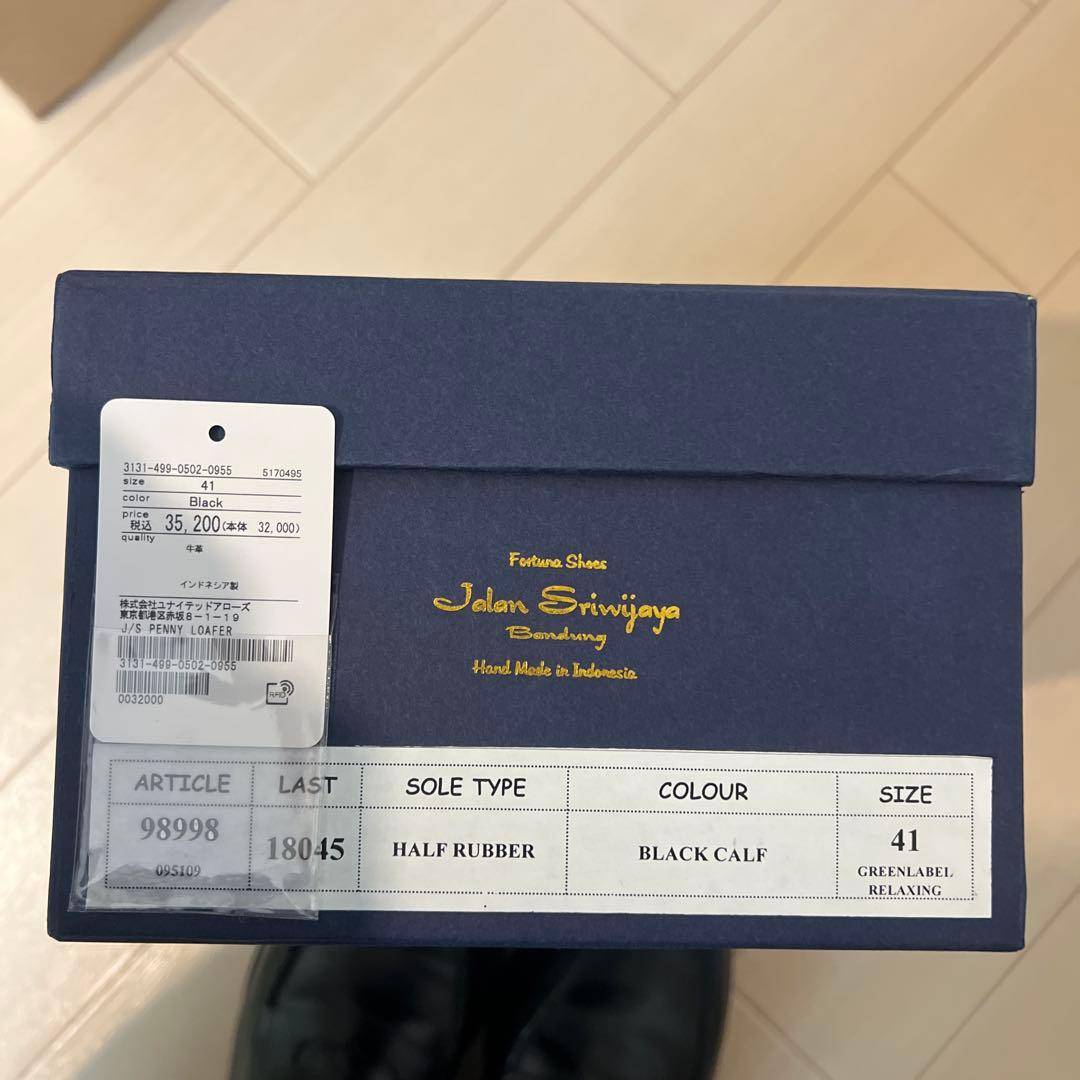 3131-499-0502-0955 5170495
size 41
color Black
price
税込 35,200(本体 32,000)
quality
牛革
インドネシア製
株式会社ユナイテッドアローズ
東京都港区赤坂8-1-19
J/S PENNY LOAFER
3131-499-0502-0955
0032000
RFID
Fortuna Shoes
Jalan Sriwijaya
Bandung
Hand Made in Indonesia
ARTICLE LAST SOLE TYPE COLOUR SIZE
98998 18045 HALF RUBBER BLACK CALF 41
095109 GREENLABEL
RELAXING